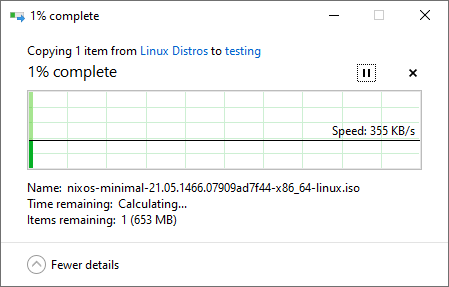 1% complete
Copying 1 item from Linux Distros to testing
1% complete
Speed: 355 KB/s
Name: nixos-minimal-21.05.1466.07909ad7f44-x86_64-linux.iso
Time remaining: Calculating...
Items remaining: 1 (653 MB)
Fewer details